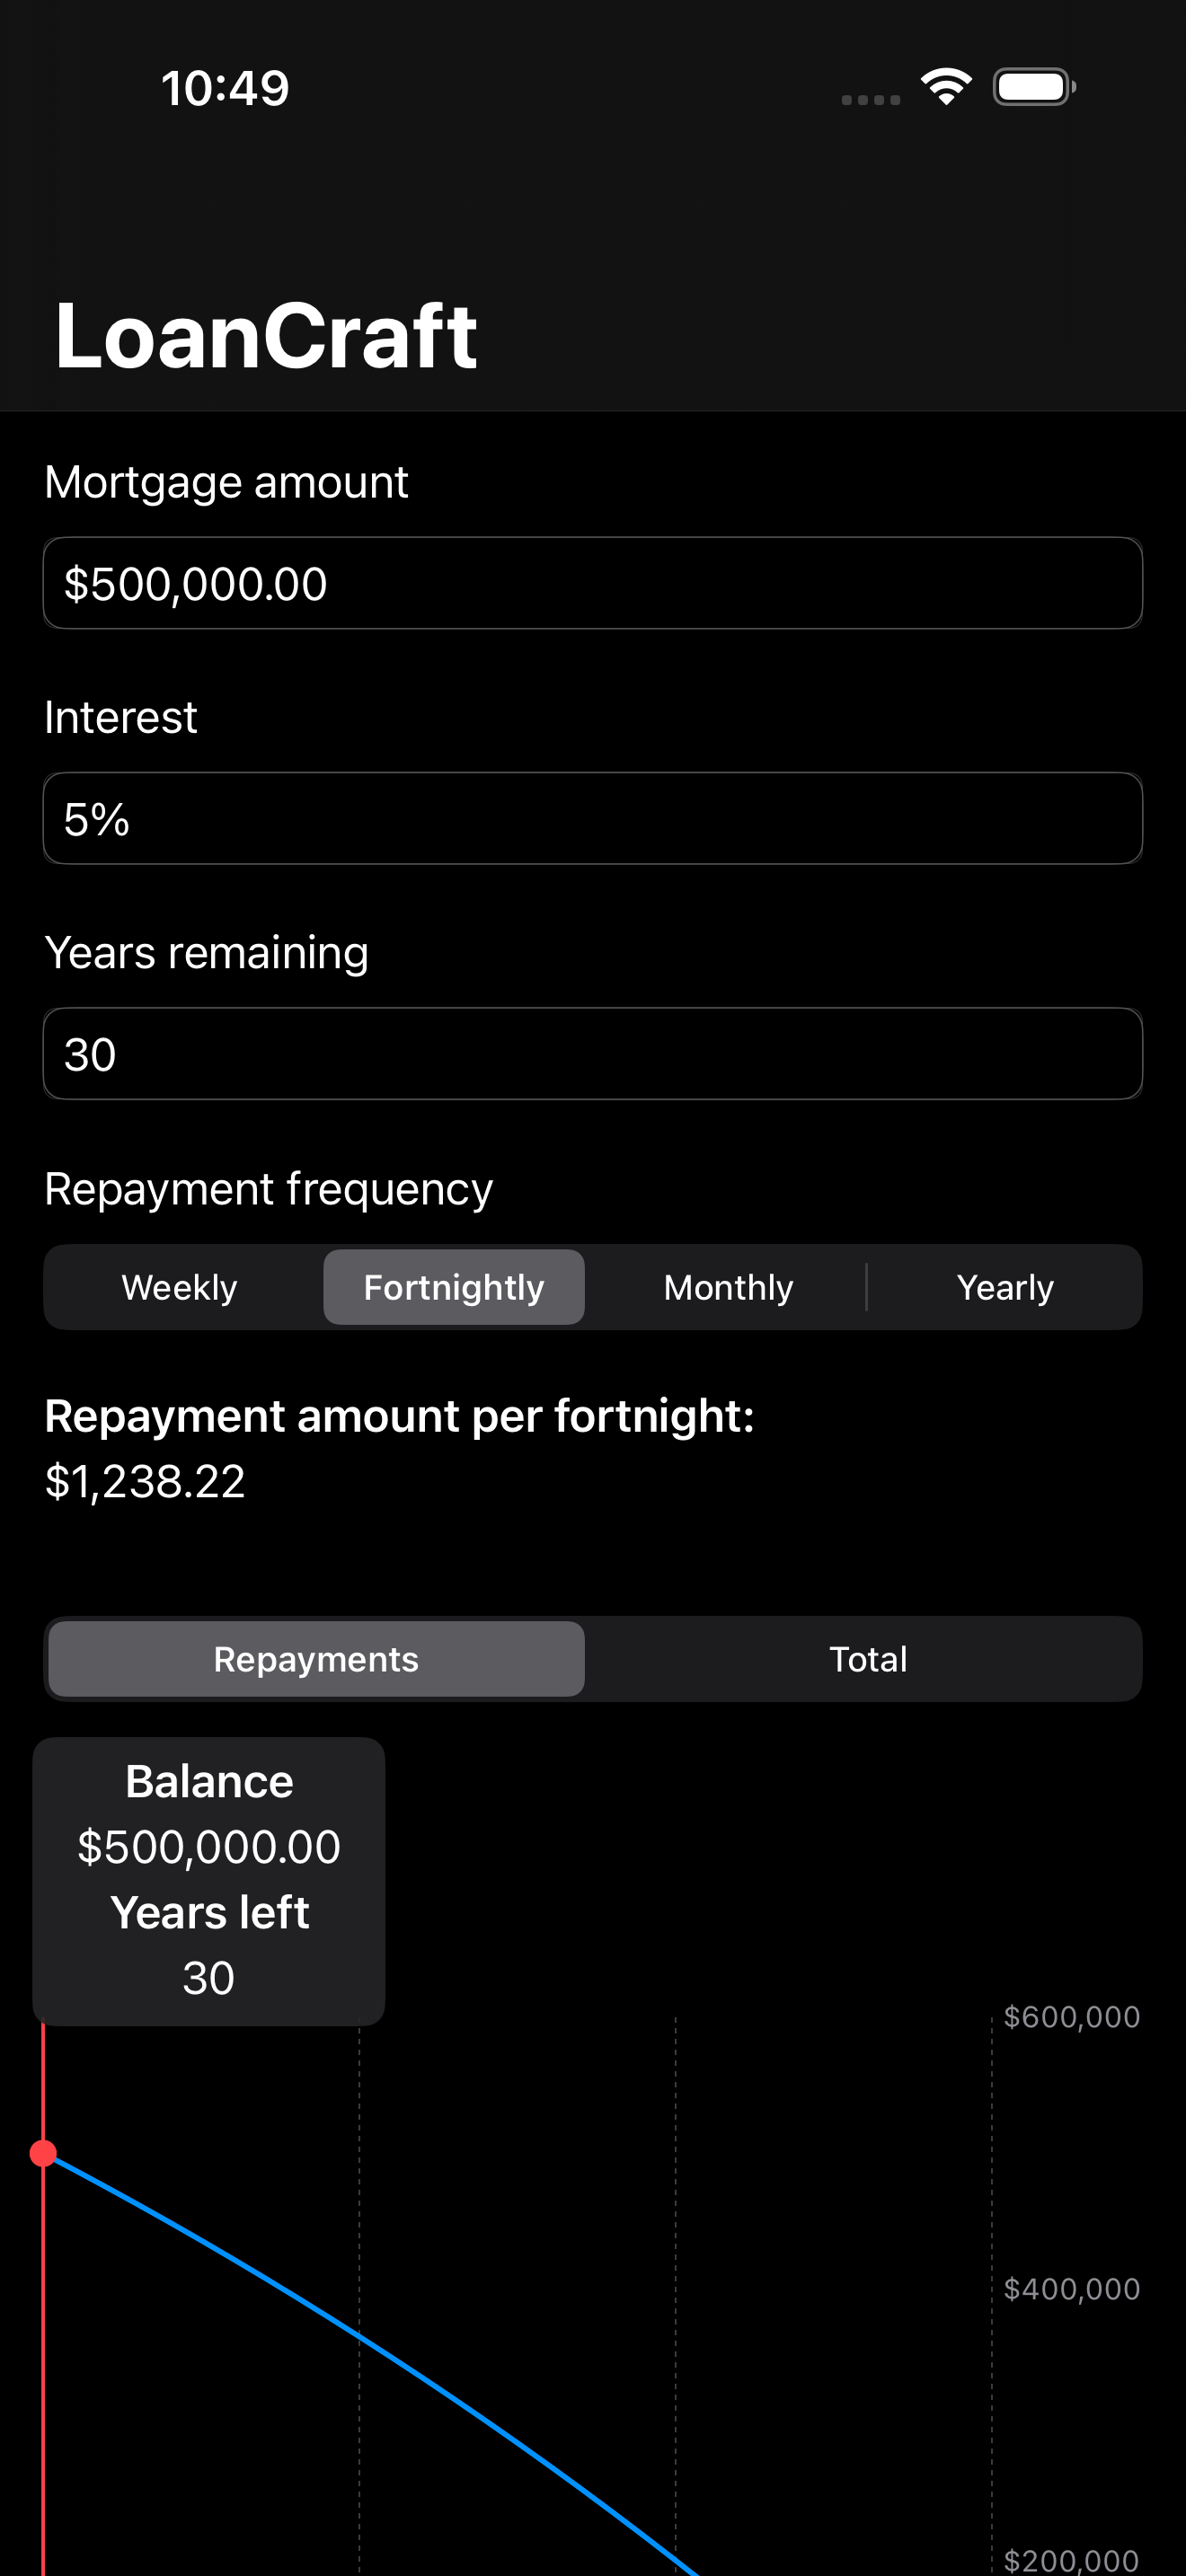 10:49
LoanCraft
Mortgage amount
$500,000.00
Interest
5%
Years remaining
30
Repayment frequency
Weekly Fortnightly Monthly Yearly
Repayment amount per fortnight:
$1,238.22
Repayments Total
Balance
$500,000.00
Years left
30
$600,000
$400,000
$200,000